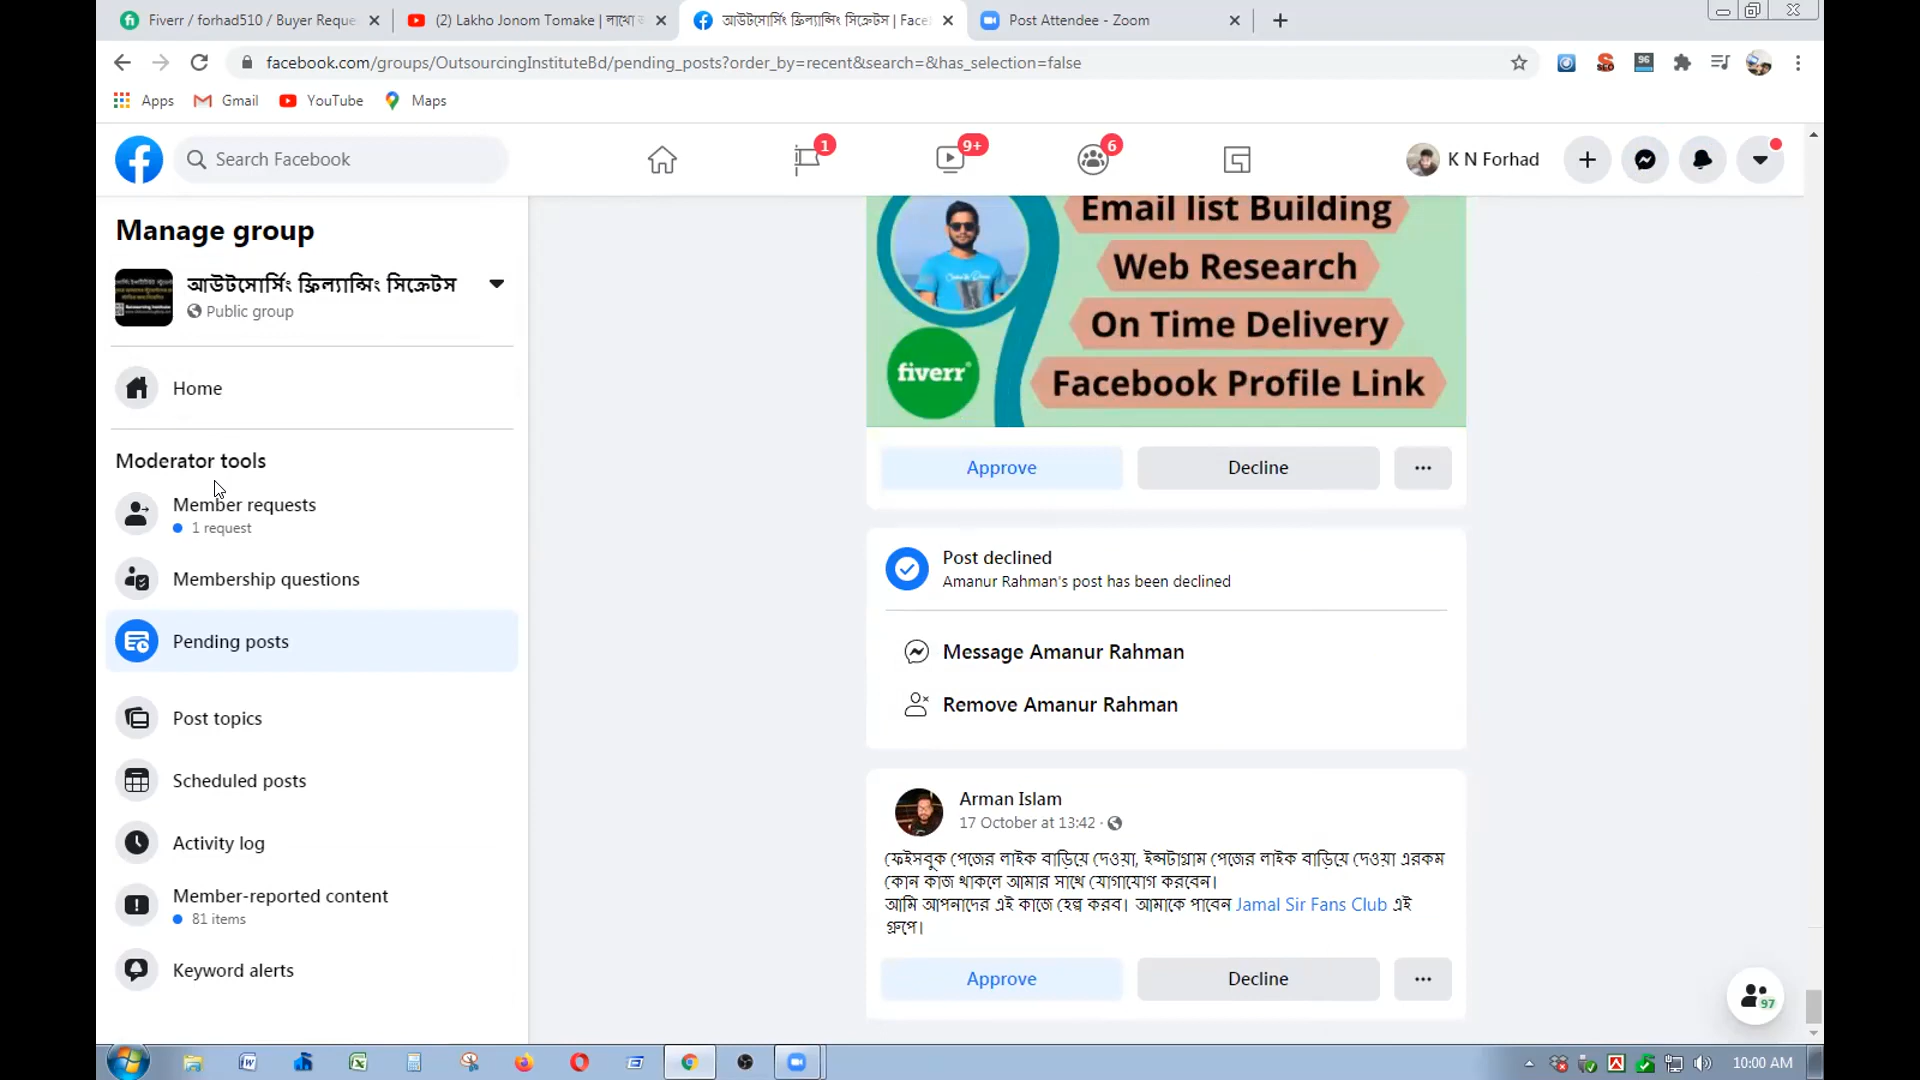 Fiverr / forhad510 / Buyer Reque
(2) Lakho Jonom Tomake | লাখো
আউটসোর্সিং ফ্রিল্যান্সিং সিক্রেটস | Face
Post Attendee - Zoom
facebook.com/groups/OutsourcingInstituteBd/pending_posts?order_by=recent&search=&has_selection=false
96
Apps
Gmail
YouTube
Maps
Search Facebook
1
9+
6
K N Forhad
Manage group
আউটসোর্সিং ফ্রিল্যান্সিং সিক্রেটস
Public group
Home
Moderator tools
Member requests
1 request
Membership questions
Pending posts
Post topics
Scheduled posts
Activity log
Member-reported content
81 items
Keyword alerts
Email list Building
Web Research
On Time Delivery
Facebook Profile Link
fiverr
Approve
Decline
Post declined
Amanur Rahman's post has been declined
Message Amanur Rahman
Remove Amanur Rahman
Arman Islam
17 October at 13:42
ফেইসবুক পেজের লাইক বাড়িয়ে দেওয়া, ইন্সটাগ্রাম পেজের লাইক বাড়িয়ে দেওয়া এরকম
কোন কাজ থাকলে আমার সাথে যোগাযোগ করবেন।
আমি আপনাদের এই কাজে হেল্প করব। আমাকে পাবেন Jamal Sir Fans Club এই
গ্রুপে।
Approve
Decline
97
10:00 AM